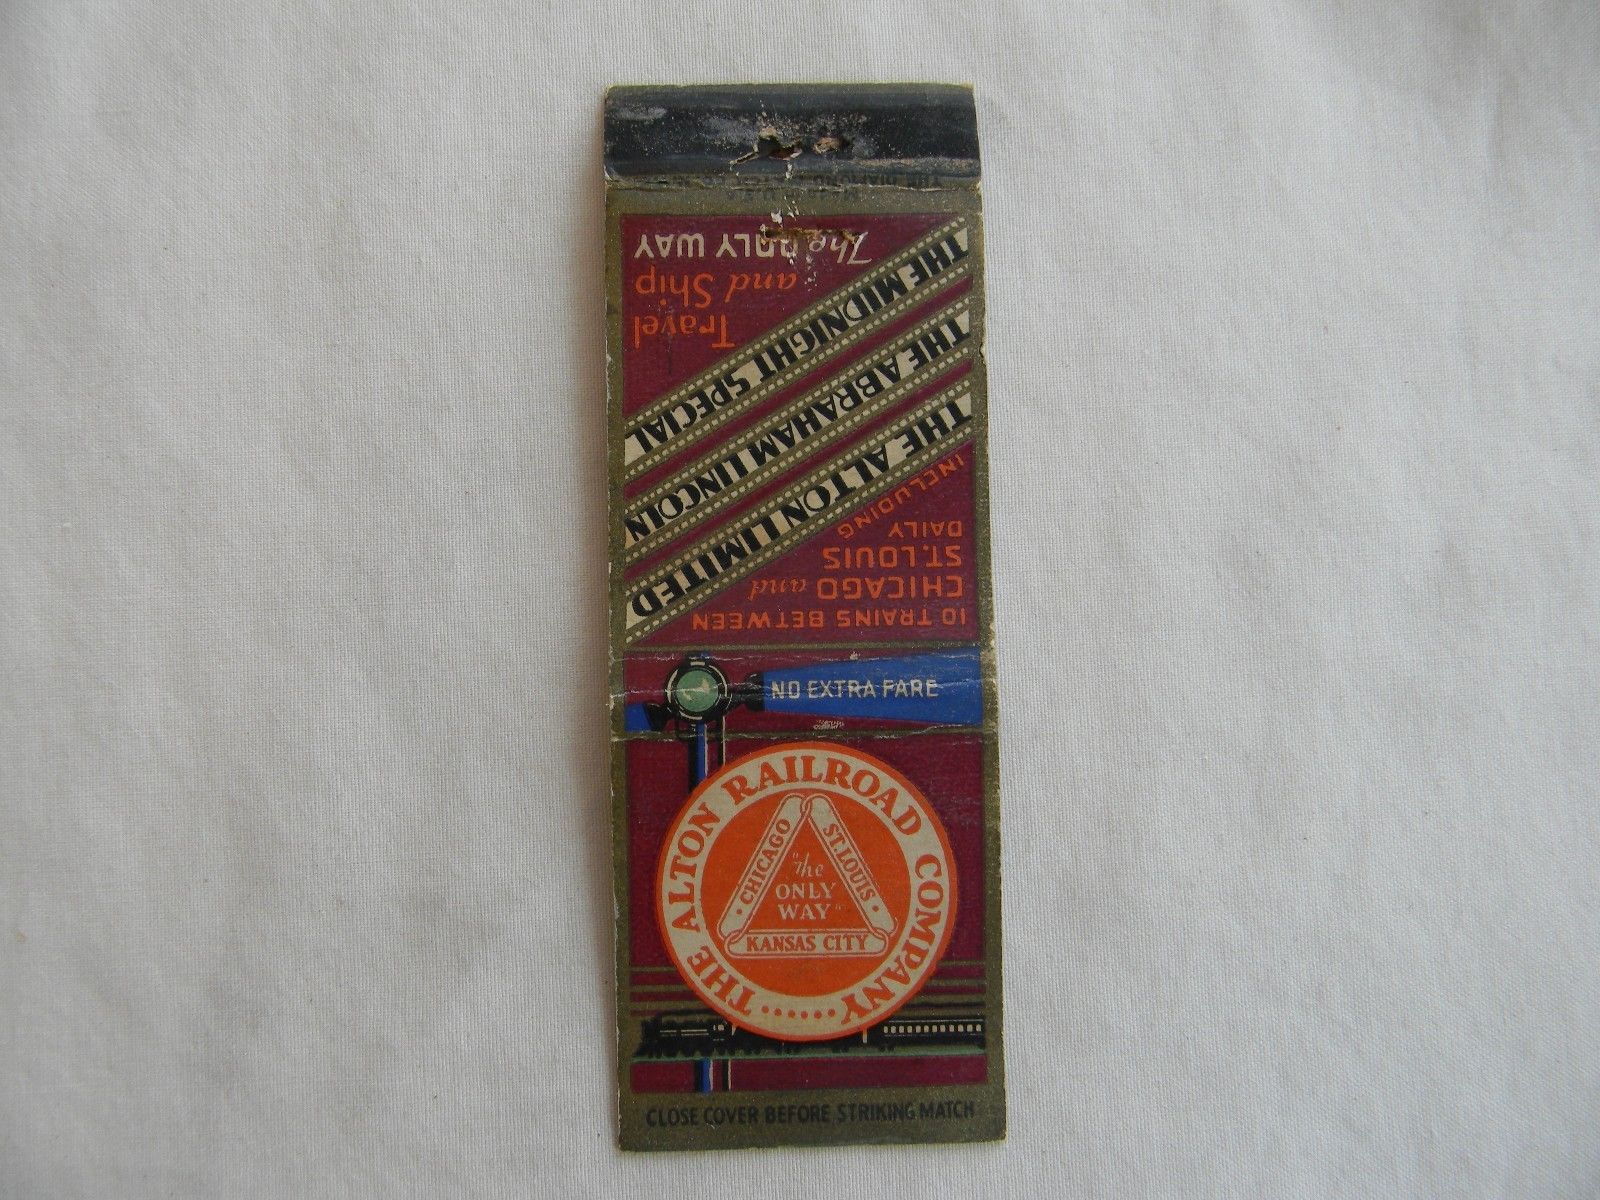 NO EXTRA FARE
THE ALTON RAILROAD COMPANY
CHICAGO
ST. LOUIS
"The
ONLY
WAY"
KANSAS CITY
CLOSE COVER BEFORE STRIKING MATCH
10 TRAINS BETWEEN
CHICAGO and
ST. LOUIS
DAILY
INCLUDING
THE ALTON LIMITED
THE ABRAHAM LINCOLN
THE MIDNIGHT SPECIAL
Travel
and Ship
The ONLY WAY
THE DIAMOND